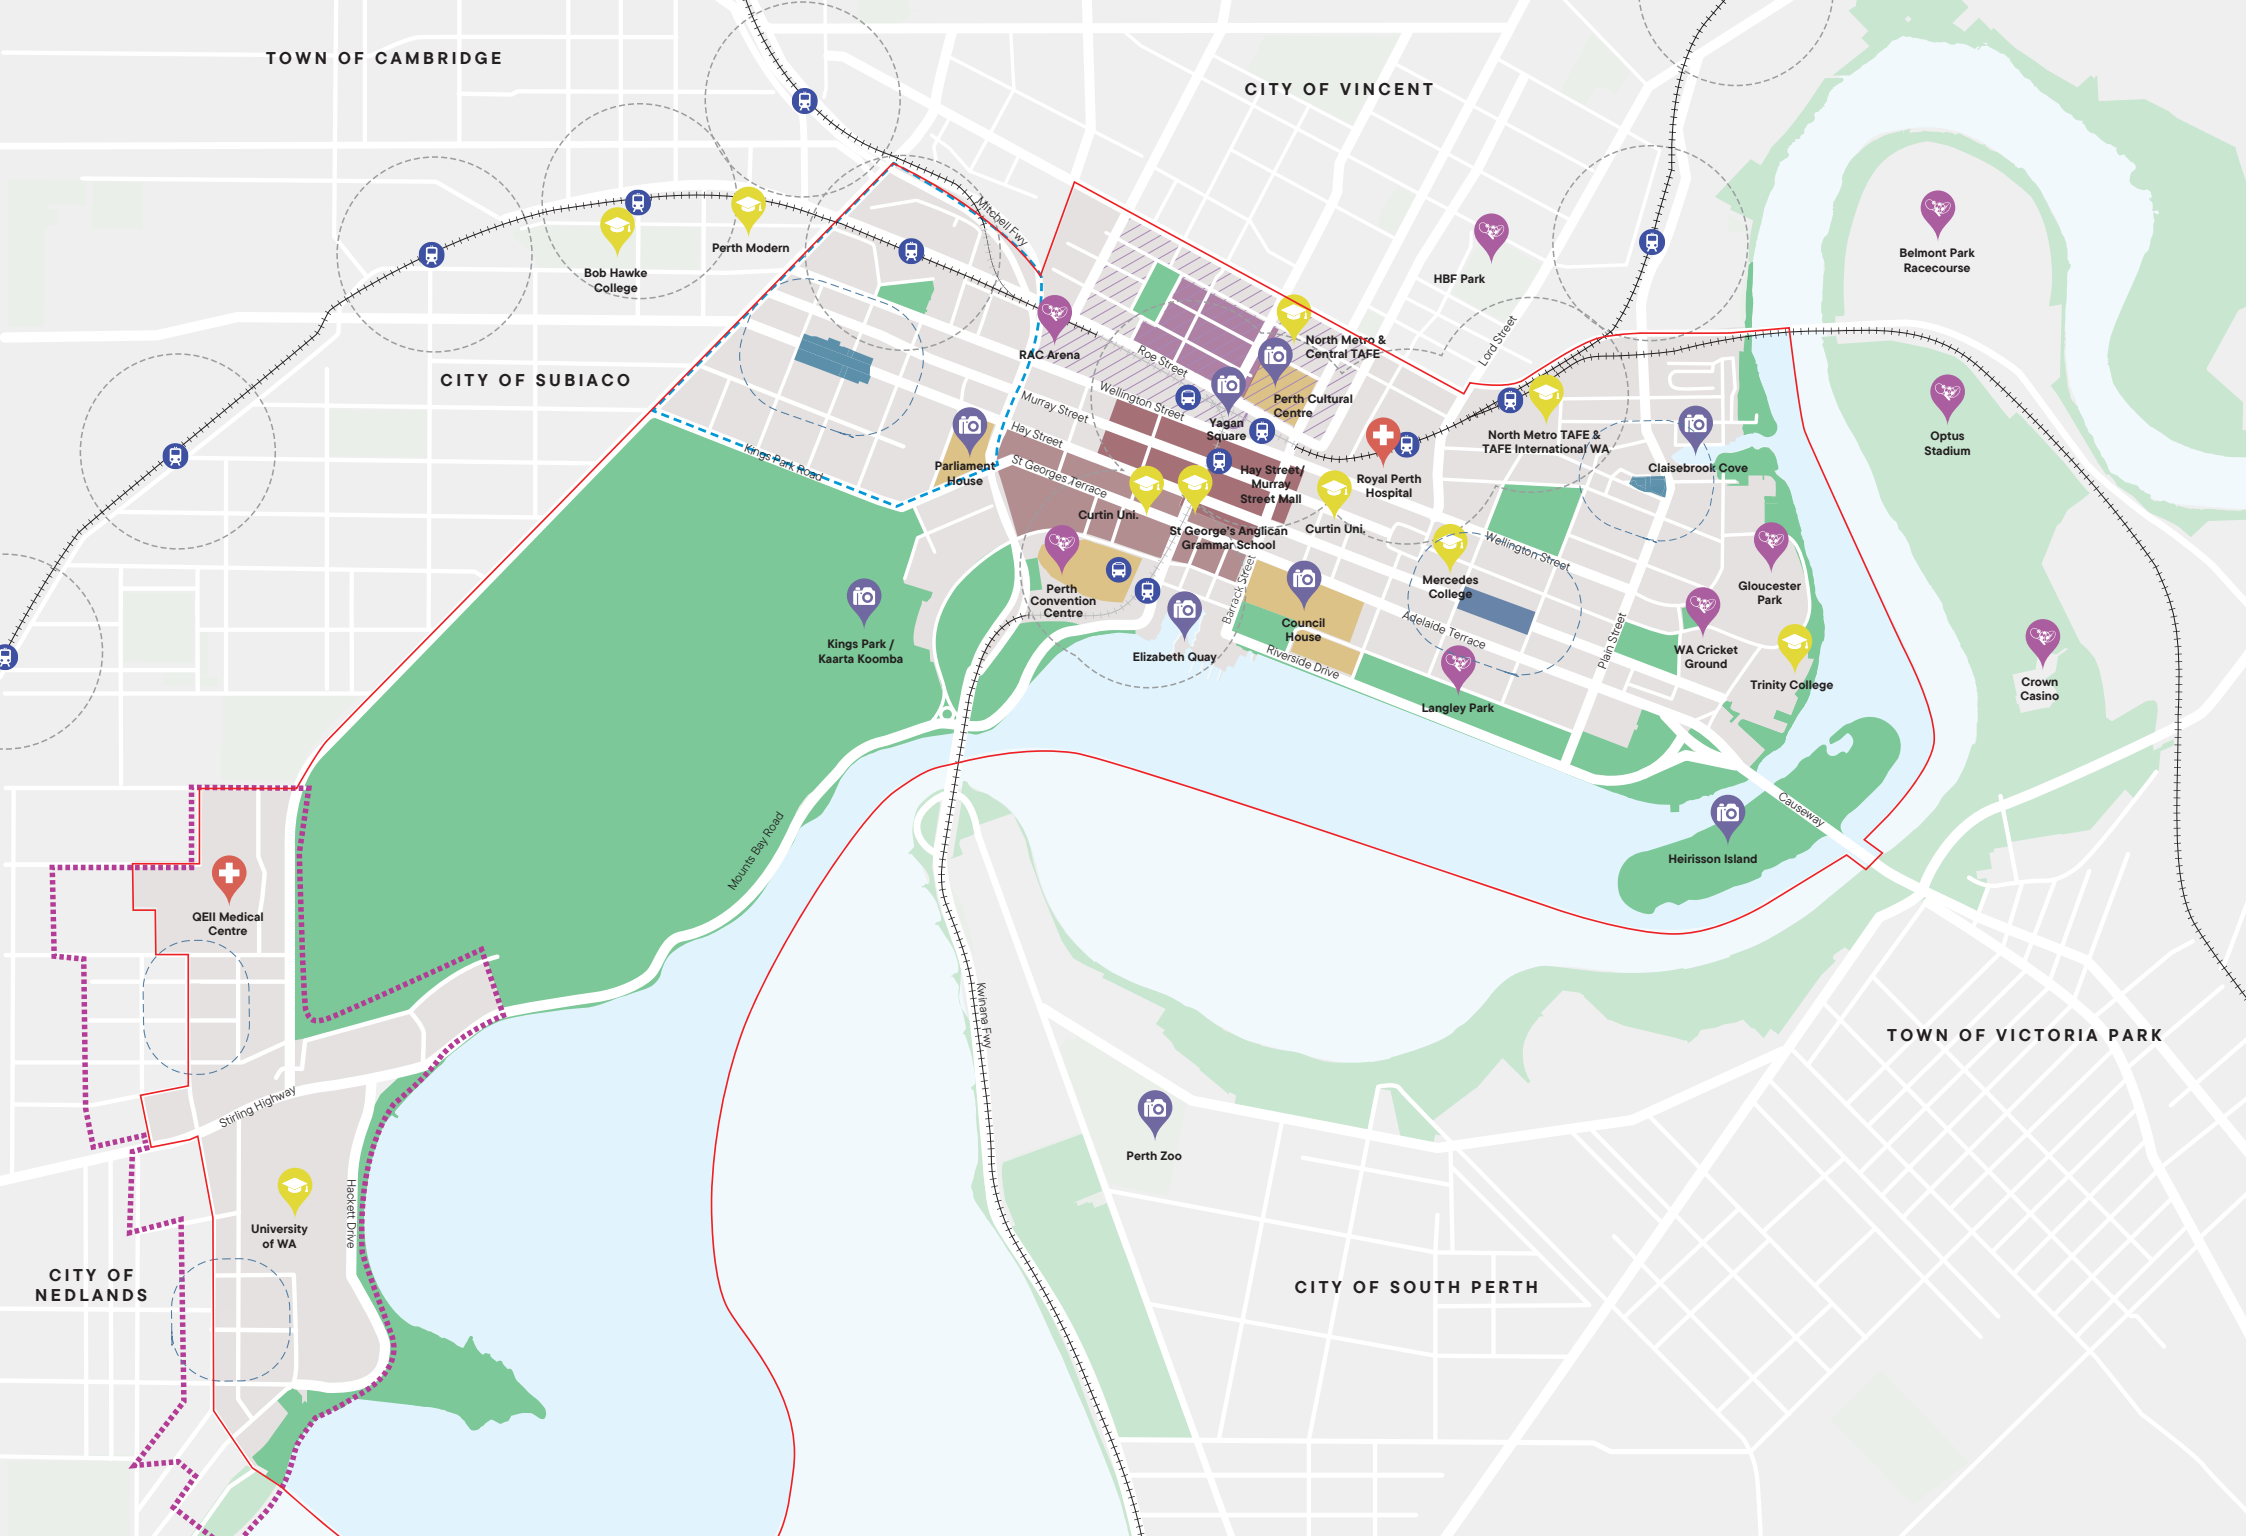 TOWN OF CAMBRIDGE
CITY OF VINCENT
Mitchell Fwy
Perth Modern
Bob Hawke
College
HBF Park
Belmont Park
Racecourse
RAC Arena
North Metro &
Central TAFE
Lord Street
Roe Street
CITY OF SUBIACO
Wellington Street
Murray Street
Perth Cultural
Centre
Yagan
Square
Hay Street
St Georges Terrace
Kings Park Road
Parliament
House
Hay Street/
Murray
Street Mall
Royal Perth
Hospital
North Metro TAFE &
TAFE International WA
Claisebrook Cove
Optus
Stadium
Curtin Uni.
St George's Anglican
Grammar School
Curtin Uni.
Wellington Street
Perth
Convention
Centre
Barrack Street
Mercedes
College
Gloucester
Park
Kings Park /
Kaarta Koomba
Elizabeth Quay
Council
House
Adelaide Terrace
Riverside Drive
Plain Street
WA Cricket
Ground
Trinity College
Crown
Casino
Langley Park
Causeway
Heirisson Island
Mounts Bay Road
QEII Medical
Centre
Kwinana Fwy
TOWN OF VICTORIA PARK
Stirling Highway
Perth Zoo
Hackett Drive
University
of WA
CITY OF
NEDLANDS
CITY OF SOUTH PERTH